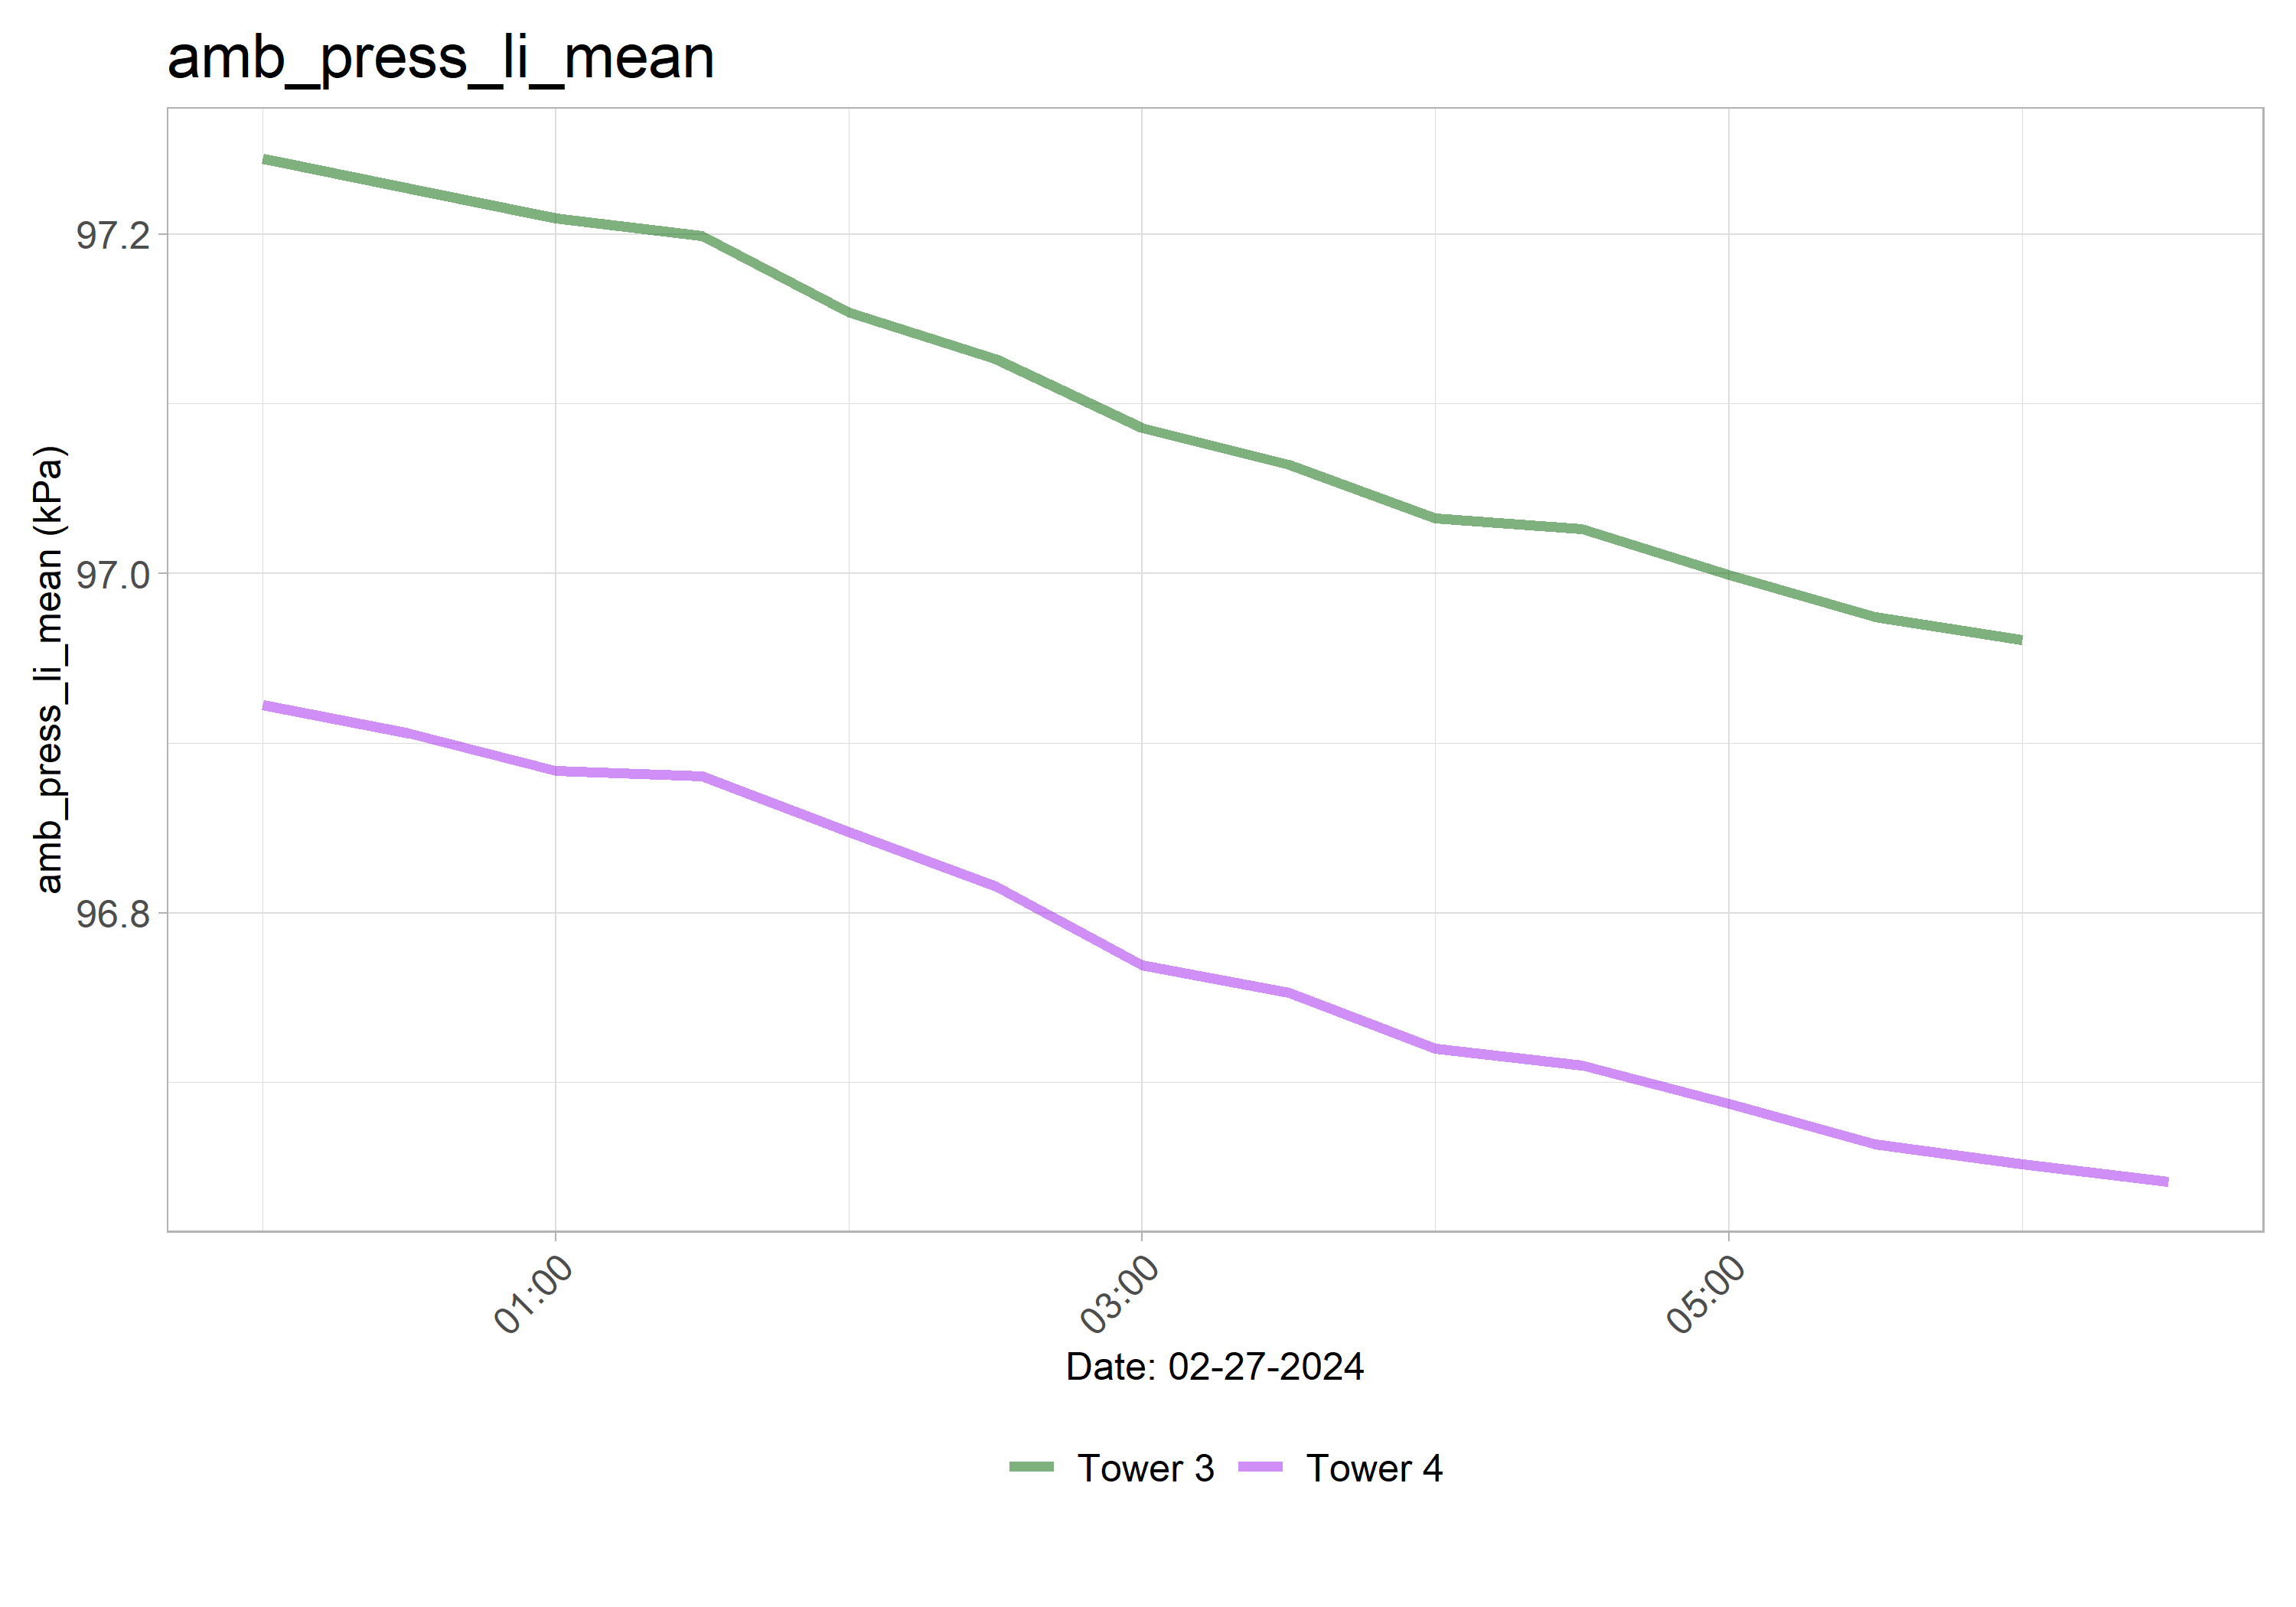 amb_press_li_mean
amb_press_li_mean (kPa)
97.2
97.0
96.8
01:00
03:00
05:00
Date: 02-27-2024
Tower 3
Tower 4